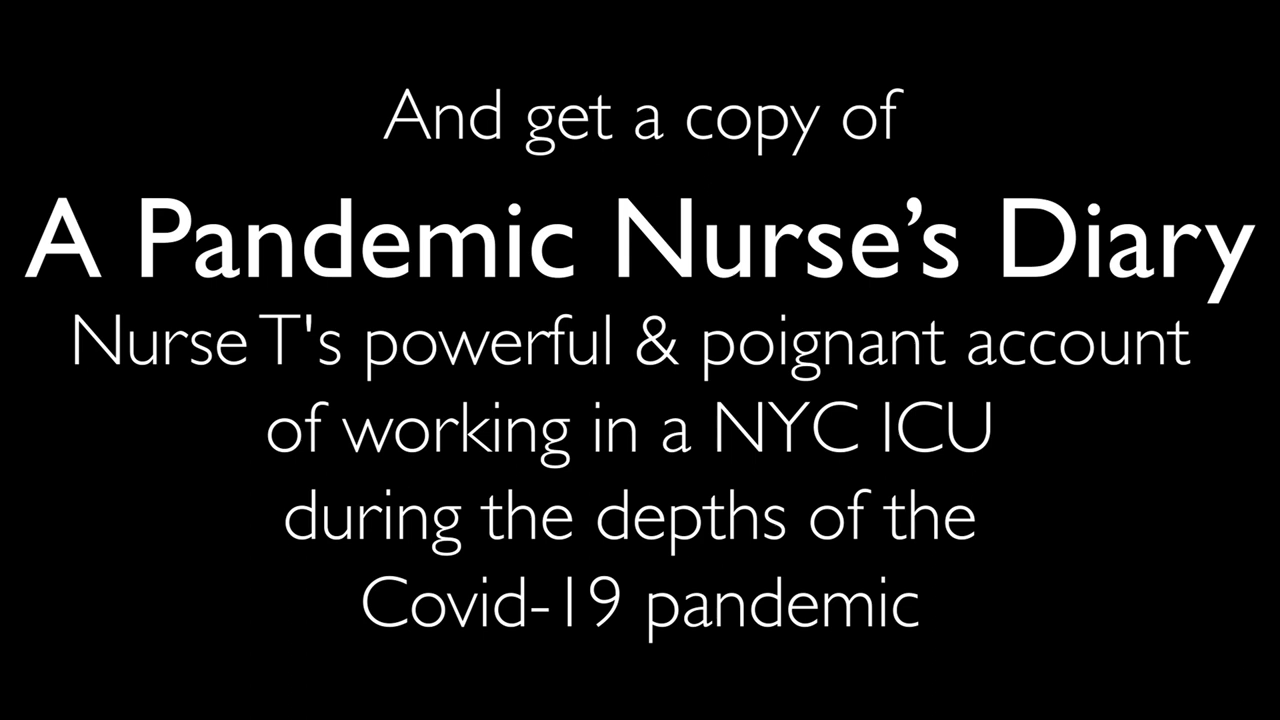 And get a copy of
A Pandemic Nurse’s Diary
Nurse T's powerful & poignant account
of working in a NYC ICU
during the depths of the
Covid-19 pandemic